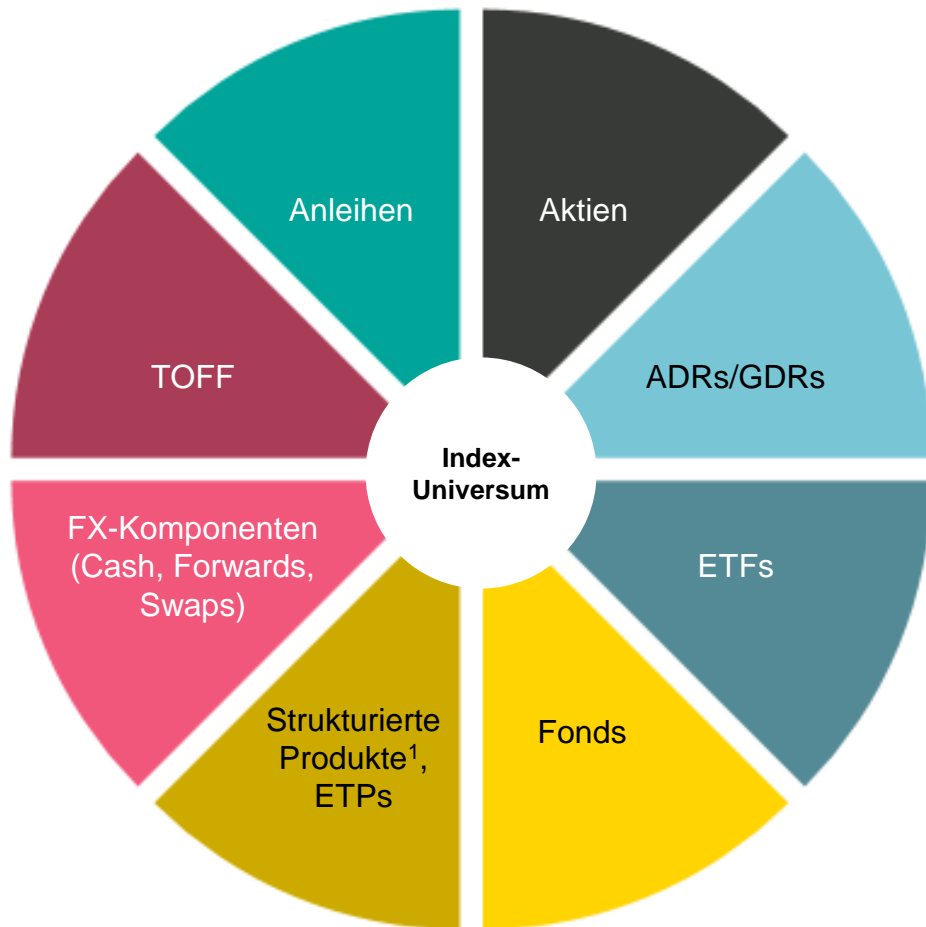 Anleihen
Aktien
TOFF
ADRs/GDRs
Index-
Universum
FX-Komponenten
(Cash, Forwards,
Swaps)
ETFs
Strukturierte
Produkte¹,
ETPs
Fonds